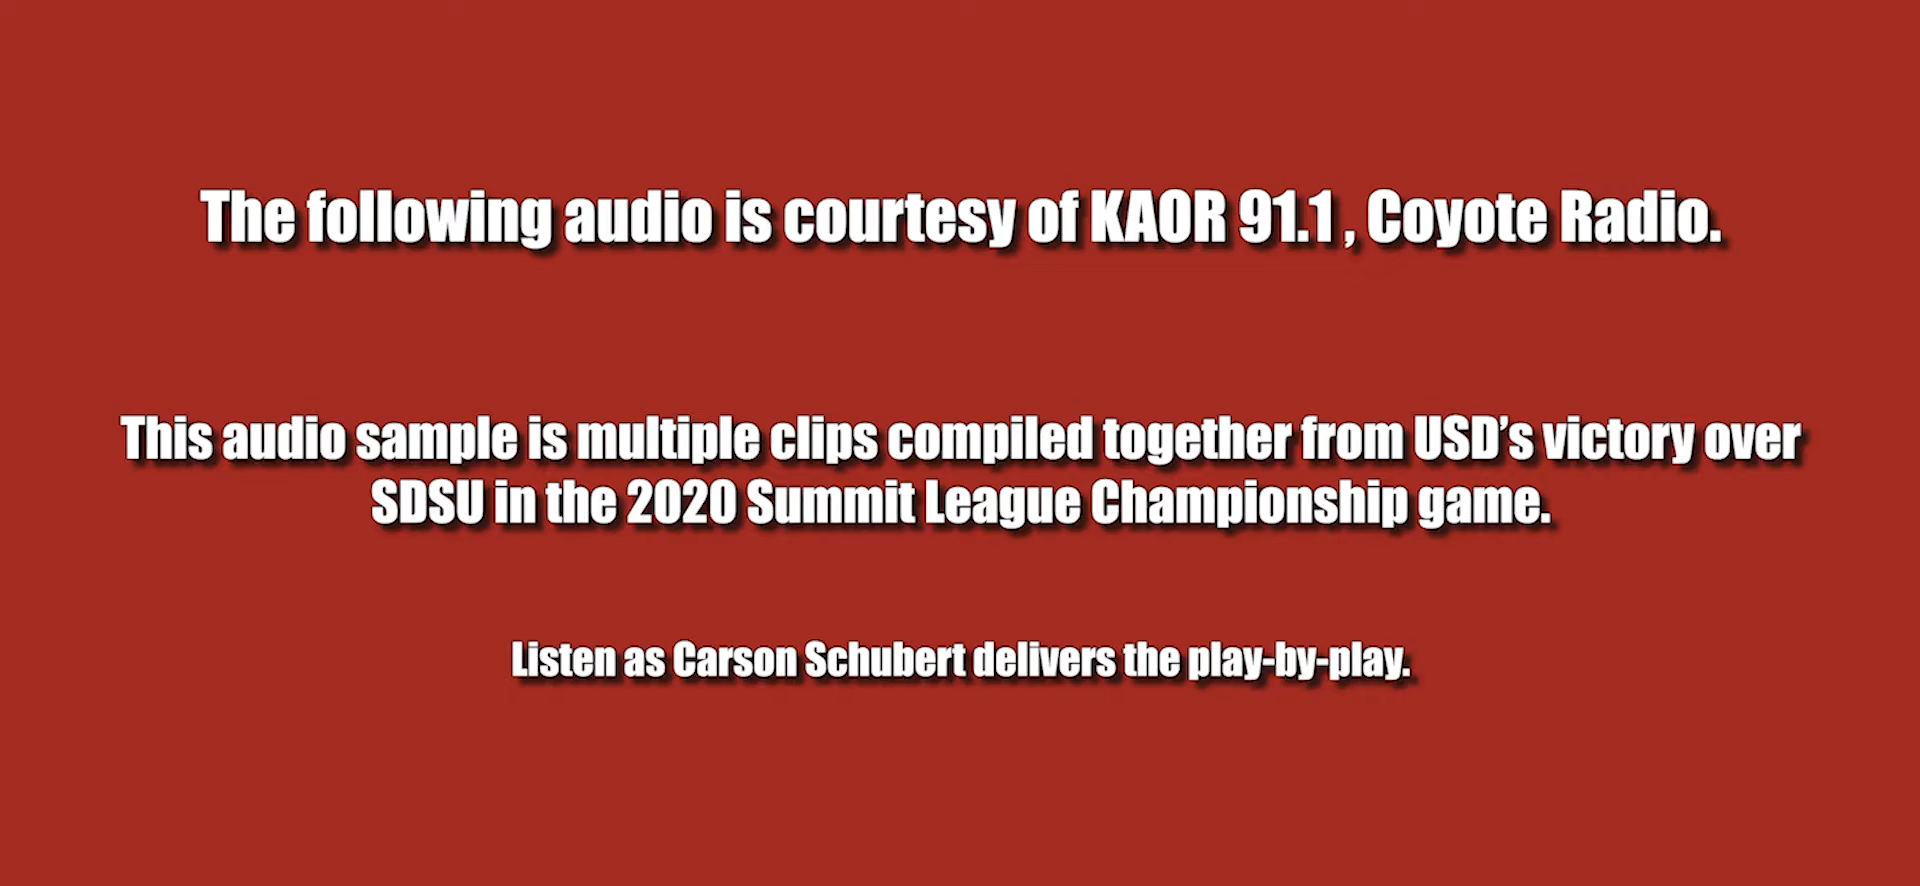 The following audio is courtesy of KAOR 91.1, Coyote Radio.
This audio sample is multiple clips compiled together from USD's victory over
SDSU in the 2020 Summit League Championship game.
Listen as Carson Schubert delivers the play-by-play.